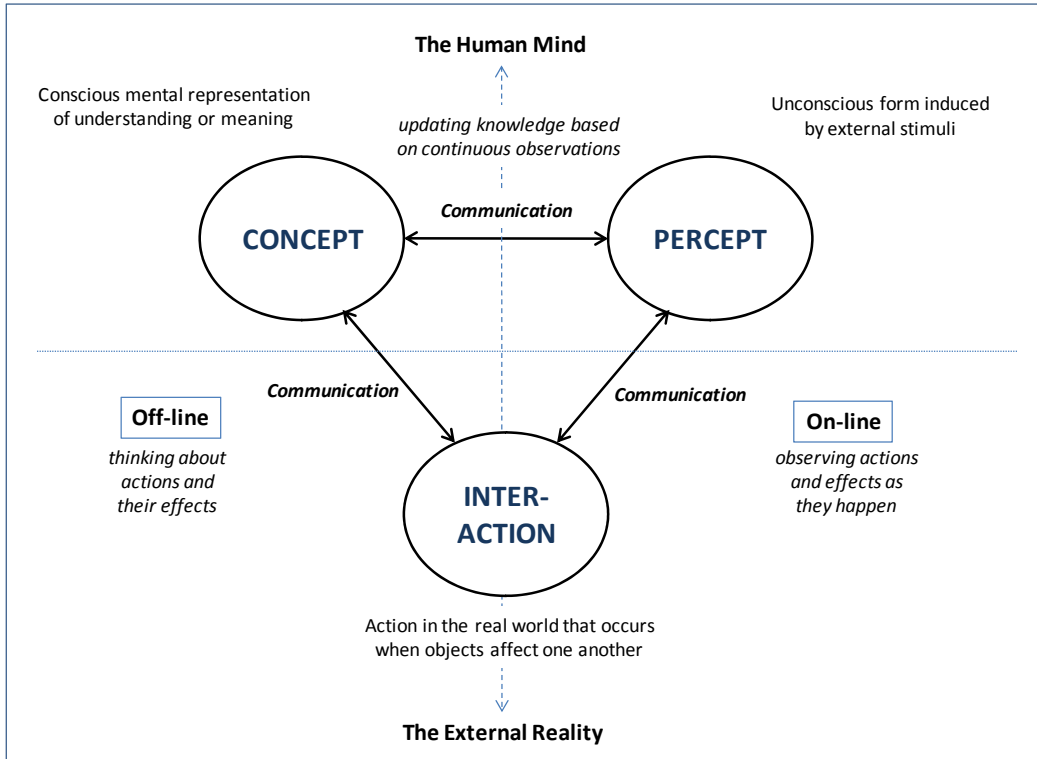 The Human Mind
Conscious mental representation
of understanding or meaning
Unconscious form induced
by external stimuli
updating knowledge based
on continuous observations
Communication
CONCEPT
PERCEPT
Communication
Communication
Off-line
thinking about
actions and
their effects
On-line
observing actions
and effects as
they happen
INTER-
ACTION
Action in the real world that occurs
when objects affect one another
The External Reality